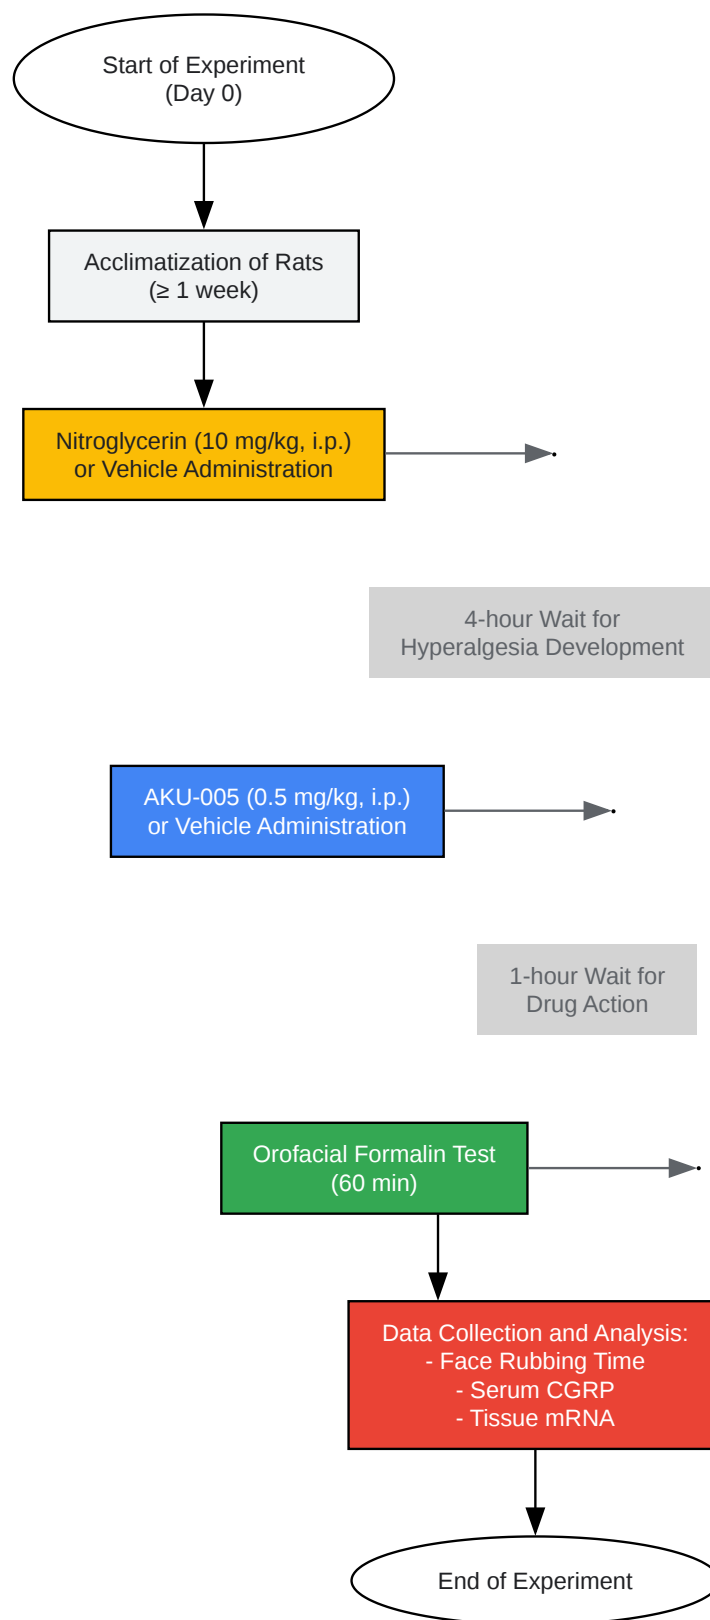 Start of Experiment
(Day 0)
Acclimatization of Rats
(≥ 1 week)
Nitroglycerin (10 mg/kg, i.p.)
or Vehicle Administration
4-hour Wait for
Hyperalgesia Development
AKU-005 (0.5 mg/kg, i.p.)
or Vehicle Administration
1-hour Wait for
Drug Action
Orofacial Formalin Test
(60 min)
Data Collection and Analysis:
- Face Rubbing Time
- Serum CGRP
- Tissue mRNA
End of Experiment